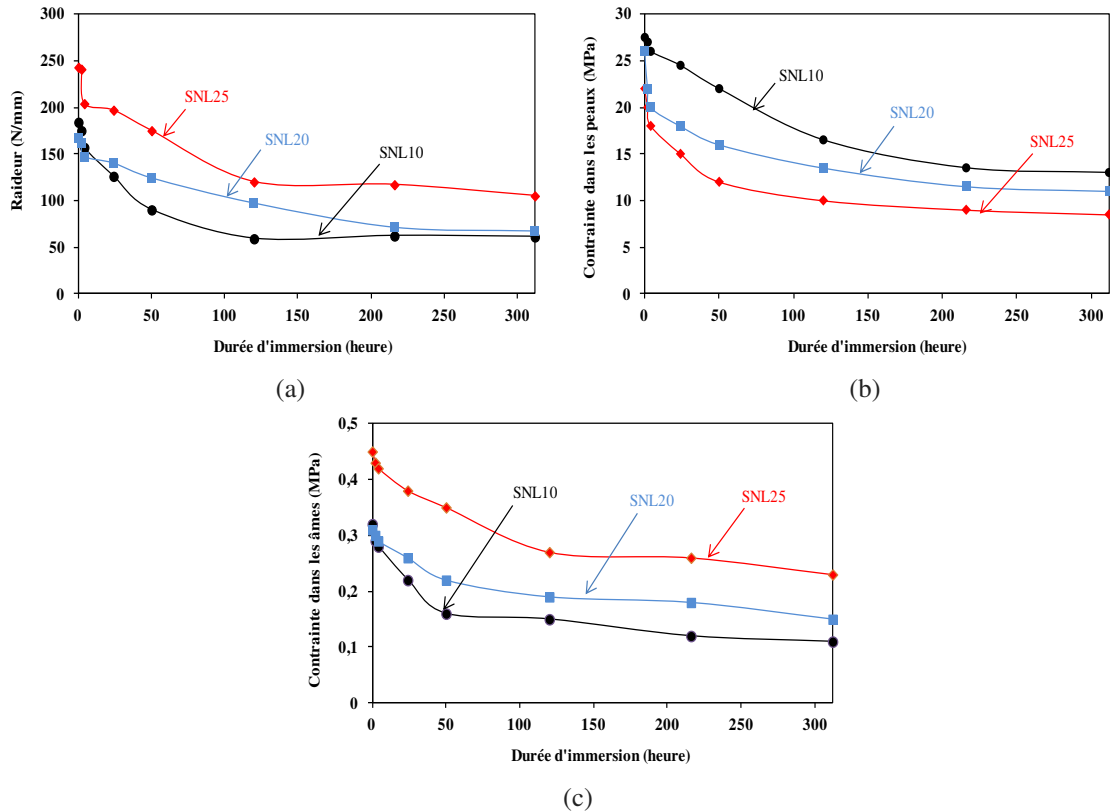 300
250
200
150
100
50
0
Raideur (N/mm)
SNL25
SNL20
SNL10
0 50 100 150 200 250 300
Durée d'immersion (heure)
(a)
30
25
20
15
10
5
0
Contrainte dans les peaux (MPa)
SNL10
SNL20
SNL25
0 50 100 150 200 250 300
Durée d'immersion (heure)
(b)
0,5
0,4
0,3
0,2
0,1
0
Contrainte dans les âmes (MPa)
SNL10
SNL20
SNL25
0 50 100 150 200 250 300
Durée d'immersion (heure)
(c)